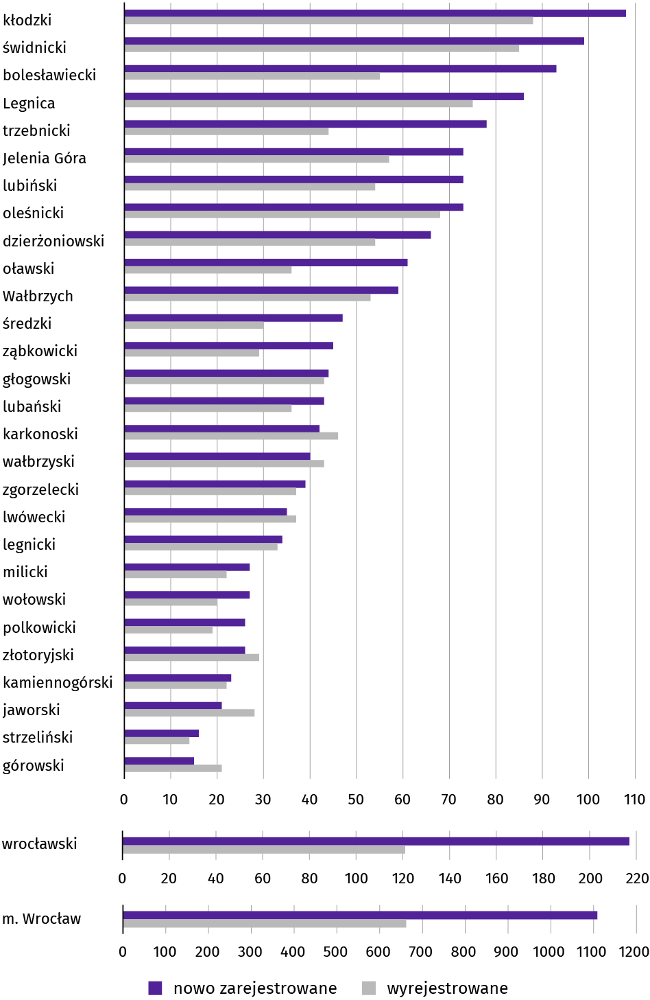 kłodzki
świdnicki
bolesławiecki
Legnica
trzebnicki
Jelenia Góra
lubiński
oleśnicki
dzierżoniowski
oławski
Wałbrzych
średzki
ząbkowicki
głogowski
lubański
karkonoski
wałbrzyski
zgorzelecki
lwówecki
legnicki
milicki
wołowski
polkowicki
złotoryjski
kamiennogórski
jaworski
strzeliński
górowski
0 10 20 30 40 50 60 70 80 90 100 110
wrocławski
0 20 40 60 80 100 120 140 160 180 200 220
m. Wrocław
0 100 200 300 400 500 600 700 800 900 1000 1100 1200
nowo zarejestrowane wyrejestrowane